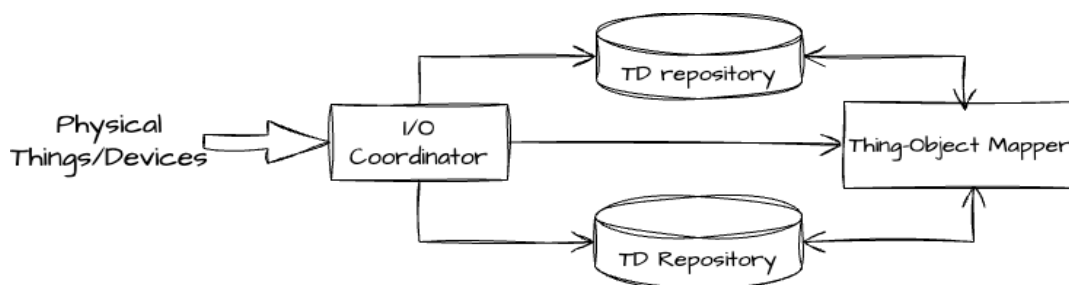 TD repository
Physical
Things/Devices
I/O
Coordinator
Thing-Object Mapper
TD Repository